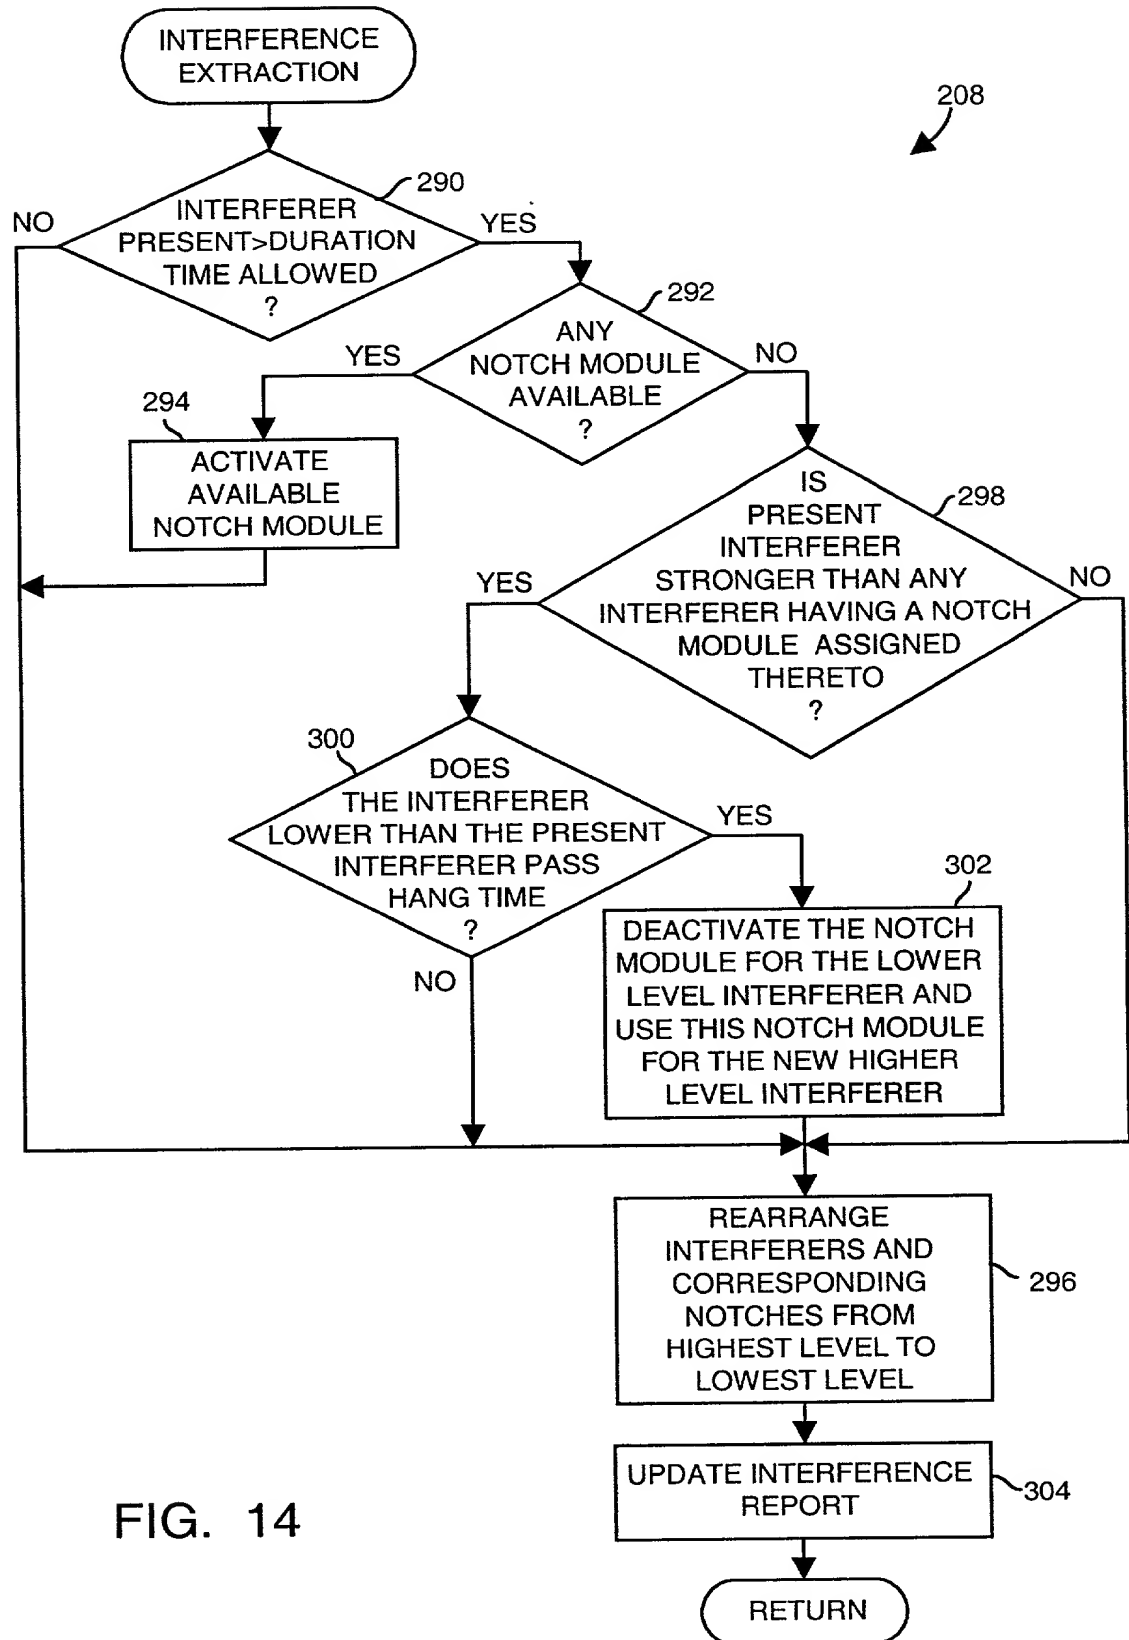 INTERFERENCE
EXTRACTION
208
290
INTERFERER
PRESENT>DURATION
TIME ALLOWED
?
NO
YES
292
ANY
NOTCH MODULE
AVAILABLE
?
YES
NO
294
ACTIVATE
AVAILABLE
NOTCH MODULE
298
IS
PRESENT
INTERFERER
STRONGER THAN ANY
INTERFERER HAVING A NOTCH
MODULE ASSIGNED
THERETO
?
YES
NO
300
DOES
THE INTERFERER
LOWER THAN THE PRESENT
INTERFERER PASS
HANG TIME
?
YES
NO
302
DEACTIVATE THE NOTCH
MODULE FOR THE LOWER
LEVEL INTERFERER AND
USE THIS NOTCH MODULE
FOR THE NEW HIGHER
LEVEL INTERFERER
REARRANGE
INTERFERERS AND
CORRESPONDING
NOTCHES FROM
HIGHEST LEVEL TO
LOWEST LEVEL
296
UPDATE INTERFERENCE
REPORT
304
RETURN
FIG. 14